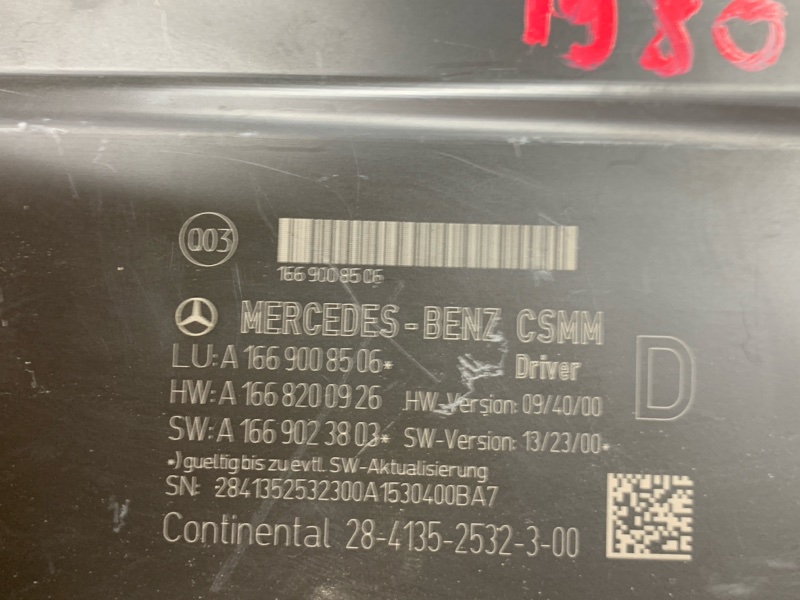 1980
003
166 900 85 06
MERCEDES-BENZ CSMM
Driver
D
LU: A 166 900 85 06*
HW: A 166 820 09 26 HW-Version: 09/40/00
SW: A 166 902 38 03* SW-Version: 13/23/00*
*) gueltig bis zu evtl. SW-Aktualisierung
SN: 2841352532300A1530400BA7
Continental 28-4135-2532-3-00